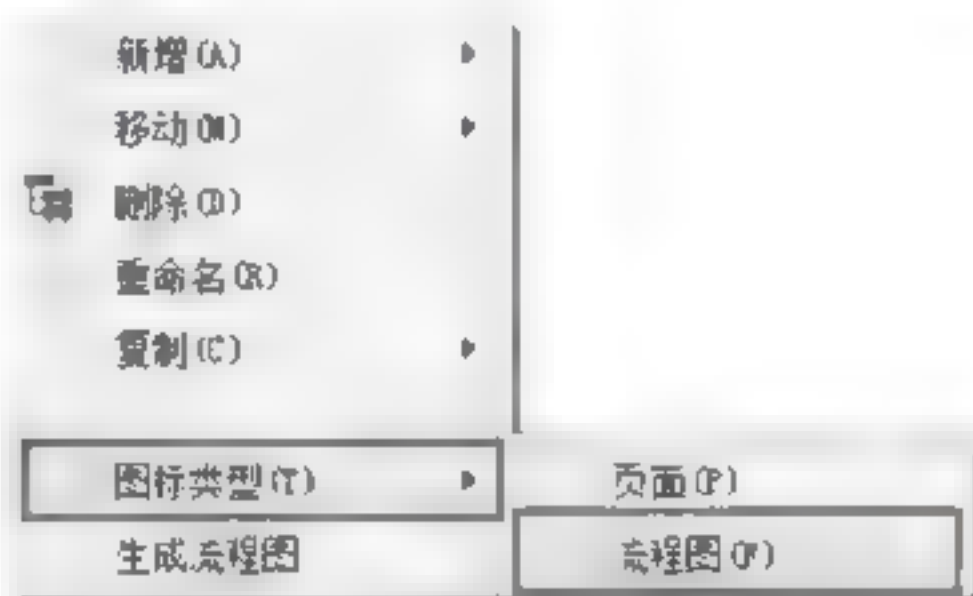 新增(A)
移动(M)
删除(D)
重命名(R)
复制(C)
图标类型(T)
生成流程图
页面(P)
流程图(F)